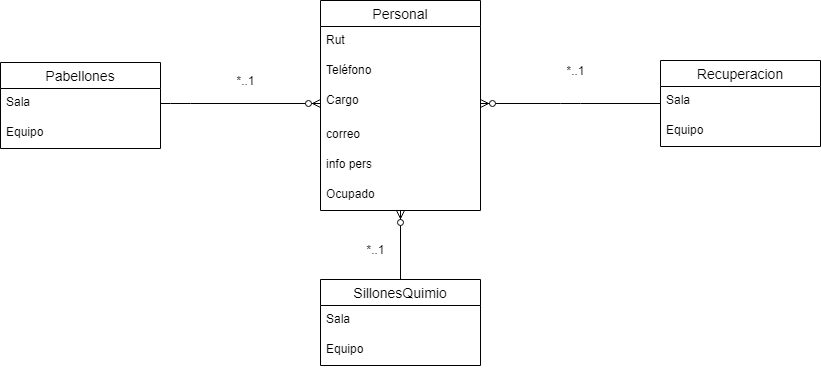 Personal
Rut
Teléfono
Cargo
correo
info pers
Ocupado
Pabellones
Sala
Equipo
*..1
*..1
Recuperacion
Sala
Equipo
*..1
SillonesQuimio
Sala
Equipo